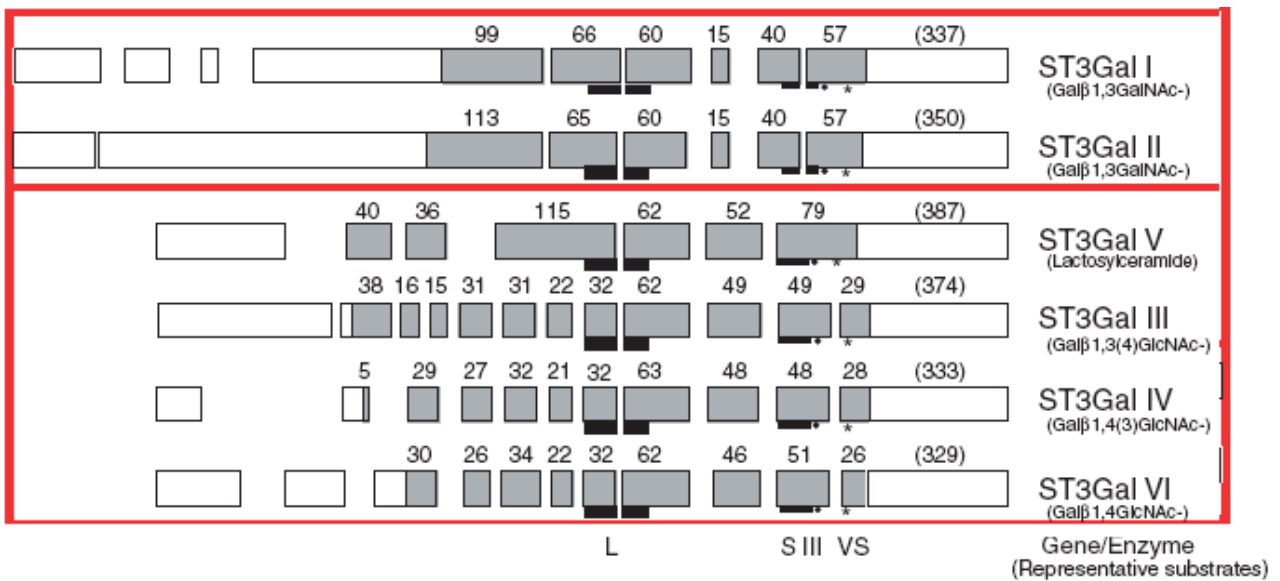 99 66 60 15 40 57 (337)
ST3Gal I
(Galβ1,3GalNAc-)
* *
113 65 60 15 40 57 (350)
ST3Gal II
(Galβ1,3GalNAc-)
* *
40 36 115 62 52 79 (387)
ST3Gal V
(Lactosylceramide)
* *
38 16 15 31 31 22 32 62 49 49 29 (374)
ST3Gal III
(Galβ1,3(4)GlcNAc-)
* *
5 29 27 32 21 32 63 48 48 28 (333)
ST3Gal IV
(Galβ1,4(3)GlcNAc-)
* *
30 26 34 22 32 62 46 51 26 (329)
ST3Gal VI
(Galβ1,4GlcNAc-)
* *
L S III VS Gene/Enzyme
(Representative substrates)